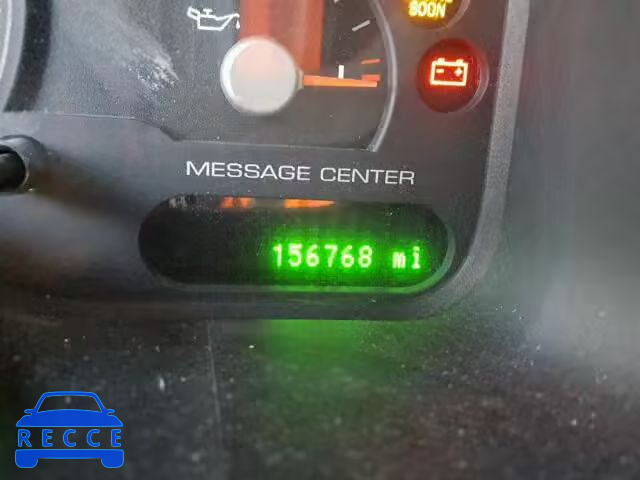 SOON
MESSAGE CENTER
156768 mi
RECCE